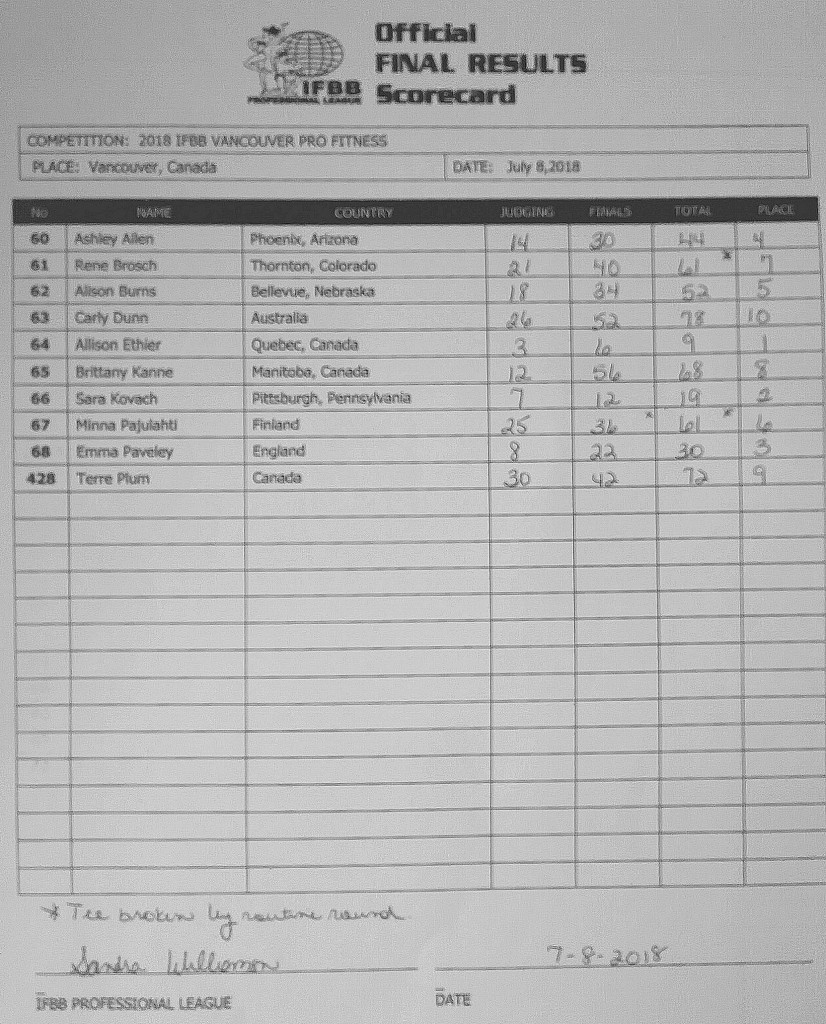 Official
FINAL RESULTS
Scorecard
IFBB
PROFESSIONAL LEAGUE
COMPETITION: 2018 IFBB VANCOUVER PRO FITNESS
PLACE: Vancouver, Canada DATE: July 8,2018
No NAME COUNTRY JUDGING FINALS TOTAL PLACE
60 Ashley Allen Phoenix, Arizona 14 30 44 4
61 Rene Brosch Thornton, Colorado 21 40 61 * 7
62 Alison Burns Bellevue, Nebraska 18 34 52 5
63 Carly Dunn Australia 26 52 78 10
64 Allison Ethier Quebec, Canada 3 6 9 1
65 Brittany Kanne Manitoba, Canada 12 56 68 8
66 Sara Kovach Pittsburgh, Pennsylvania 7 12 19 2
67 Minna Pajulahti Finland 25 36 * 61 * 6
68 Emma Paveley England 8 22 30 3
428 Terre Plum Canada 30 42 72 9
* Tee broken by routine round.
Sandra Williamson 7-8-2018
IFBB PROFESSIONAL LEAGUE DATE